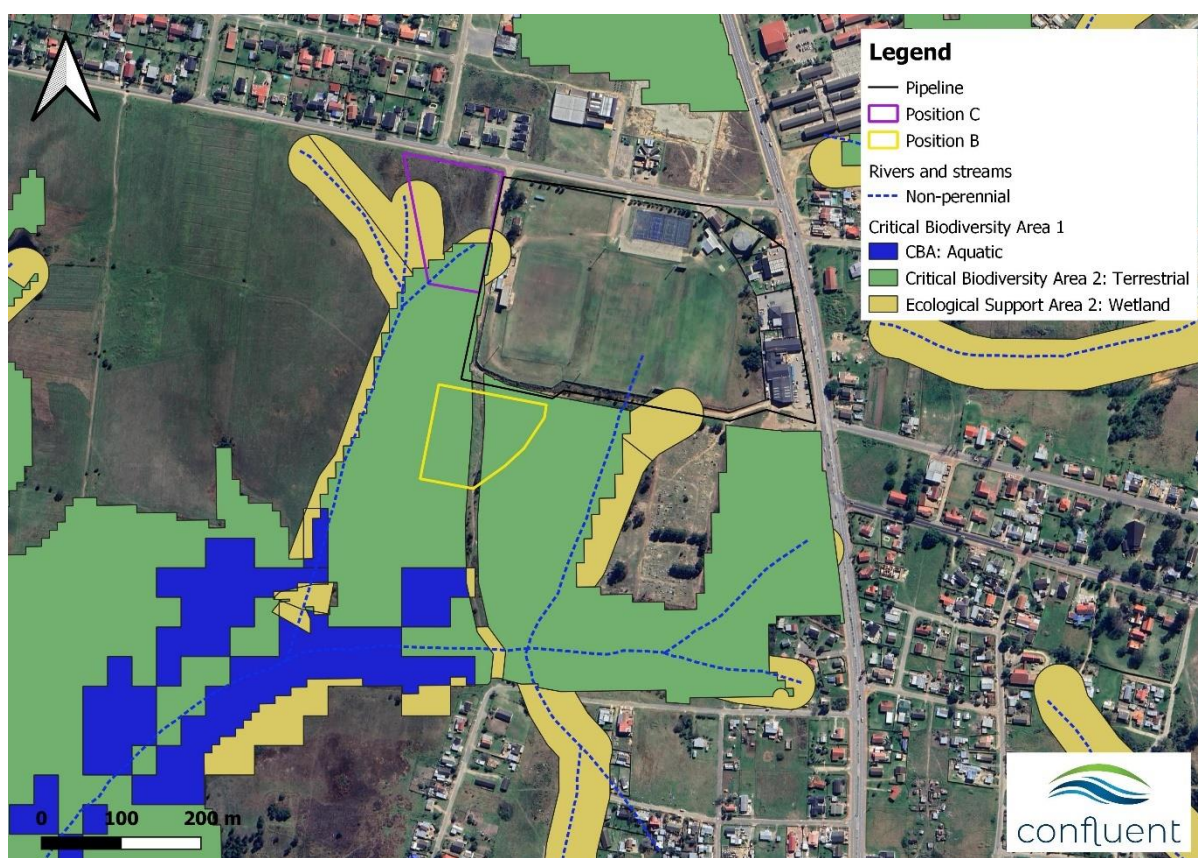 Legend
Pipeline
Position C
Position B
Rivers and streams
Non-perennial
Critical Biodiversity Area 1
CBA: Aquatic
Critical Biodiversity Area 2: Terrestrial
Ecological Support Area 2: Wetland
0 100 200 m
confluent